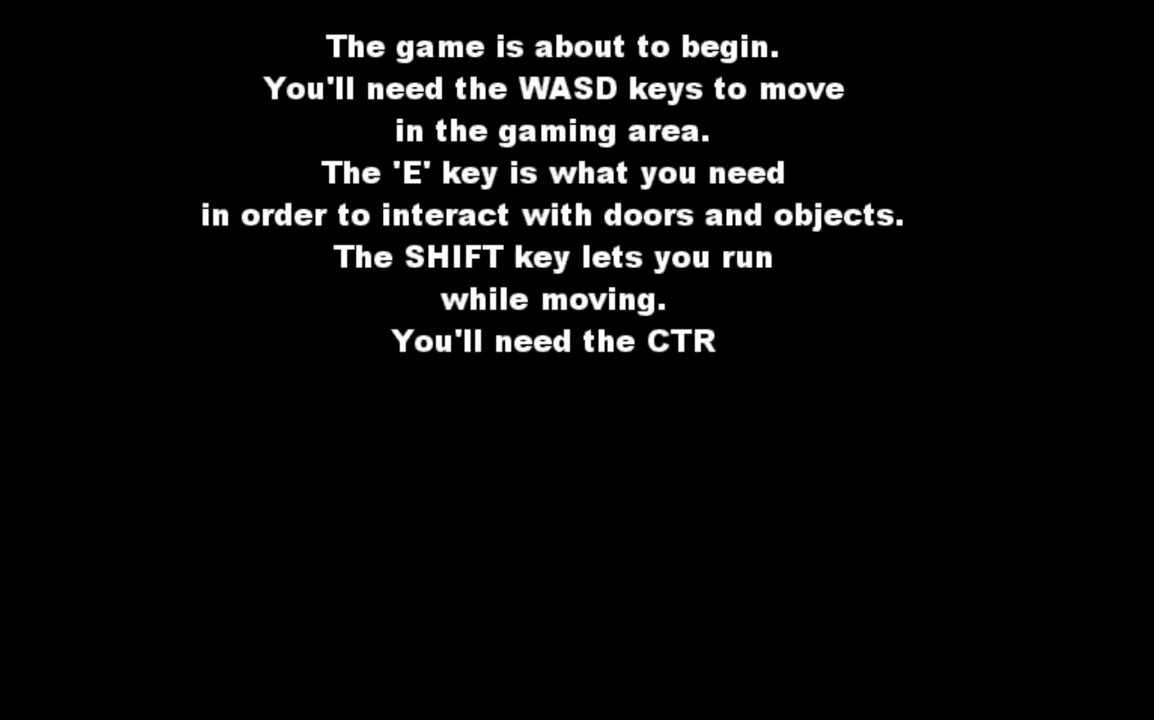 The game is about to begin.
You'll need the WASD keys to move
in the gaming area.
The 'E' key is what you need
in order to interact with doors and objects.
The SHIFT key lets you run
while moving.
You'll need the CTR